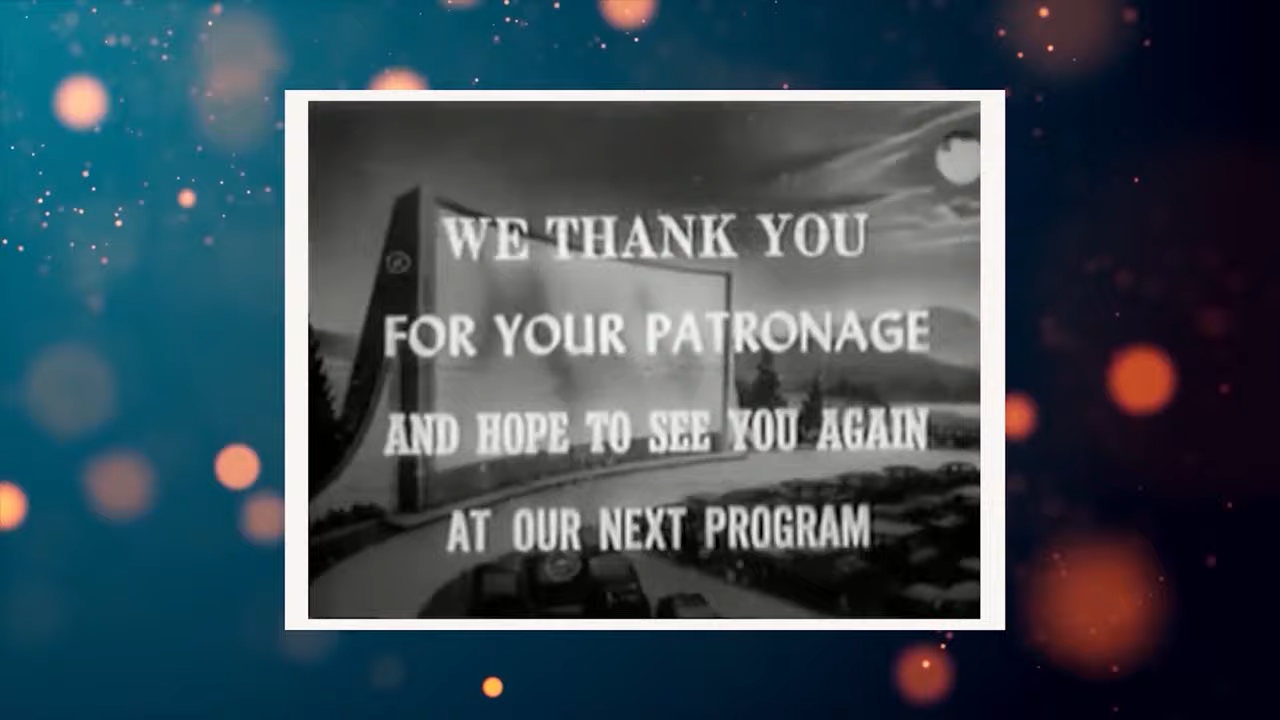 WE THANK YOU
FOR YOUR PATRONAGE
AND HOPE TO SEE YOU AGAIN
AT OUR NEXT PROGRAM